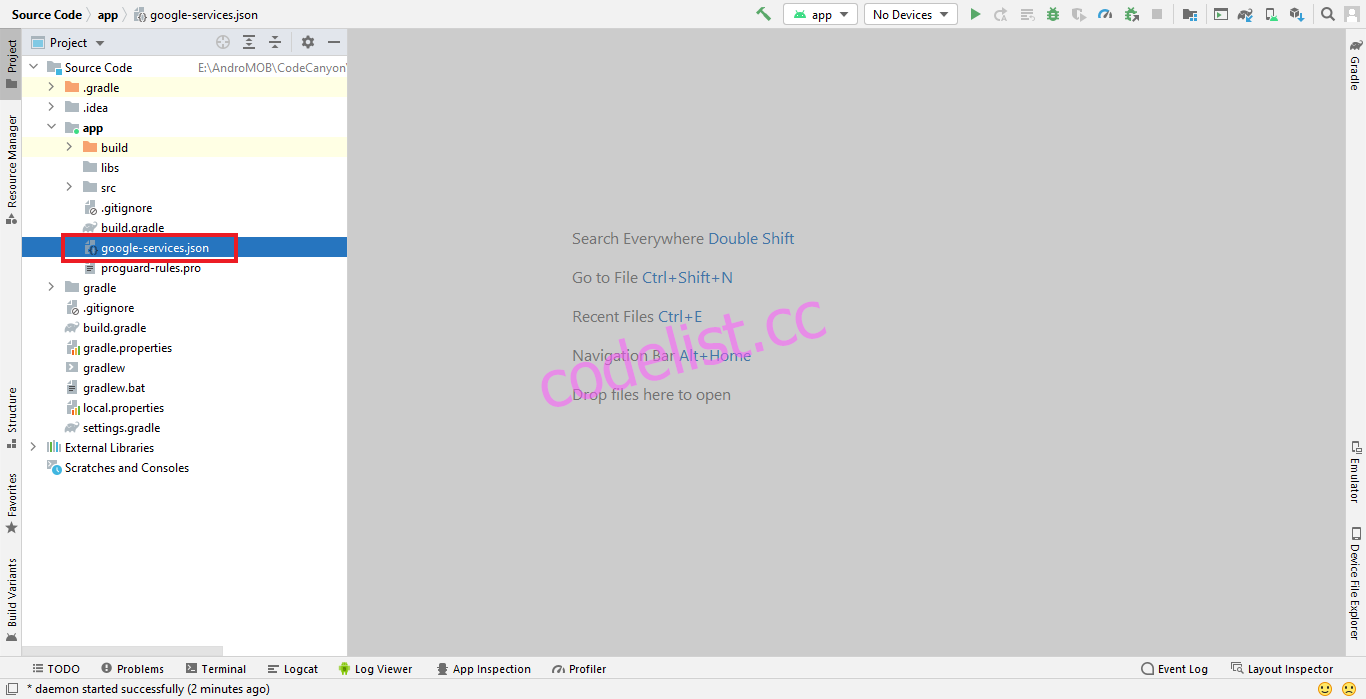 Source Code
app
google-services.json
app
No Devices
Project
Source Code E:\AndroMOB\CodeCanyon\
.gradle
.idea
app
build
libs
src
.gitignore
build.gradle
google-services.json
proguard-rules.pro
gradle
.gitignore
build.gradle
gradle.properties
gradlew
gradlew.bat
local.properties
settings.gradle
External Libraries
Scratches and Consoles
Project
Resource Manager
Structure
Favorites
Build Variants
Search Everywhere Double Shift
Go to File Ctrl+Shift+N
Recent Files Ctrl+E
Navigation Bar Alt+Home
Drop files here to open
codelist.cc
Gradle
Emulator
Device File Explorer
TODO
Problems
Terminal
Logcat
Log Viewer
App Inspection
Profiler
Event Log
Layout Inspector
* daemon started successfully (2 minutes ago)